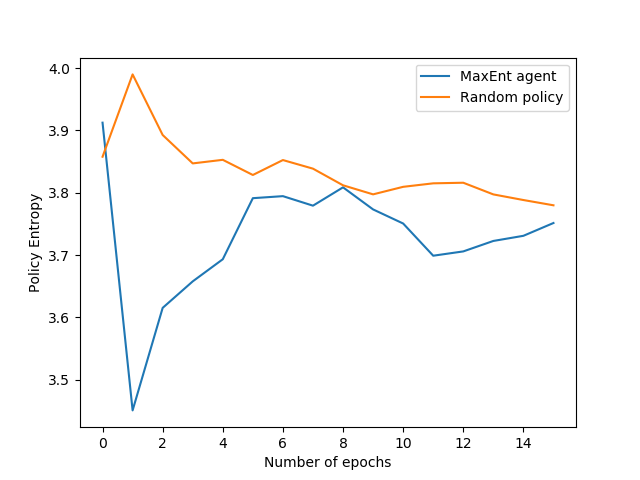 MaxEnt agent
Random policy
4.0
3.9
3.8
3.7
3.6
3.5
Policy Entropy
0 2 4 6 8 10 12 14
Number of epochs